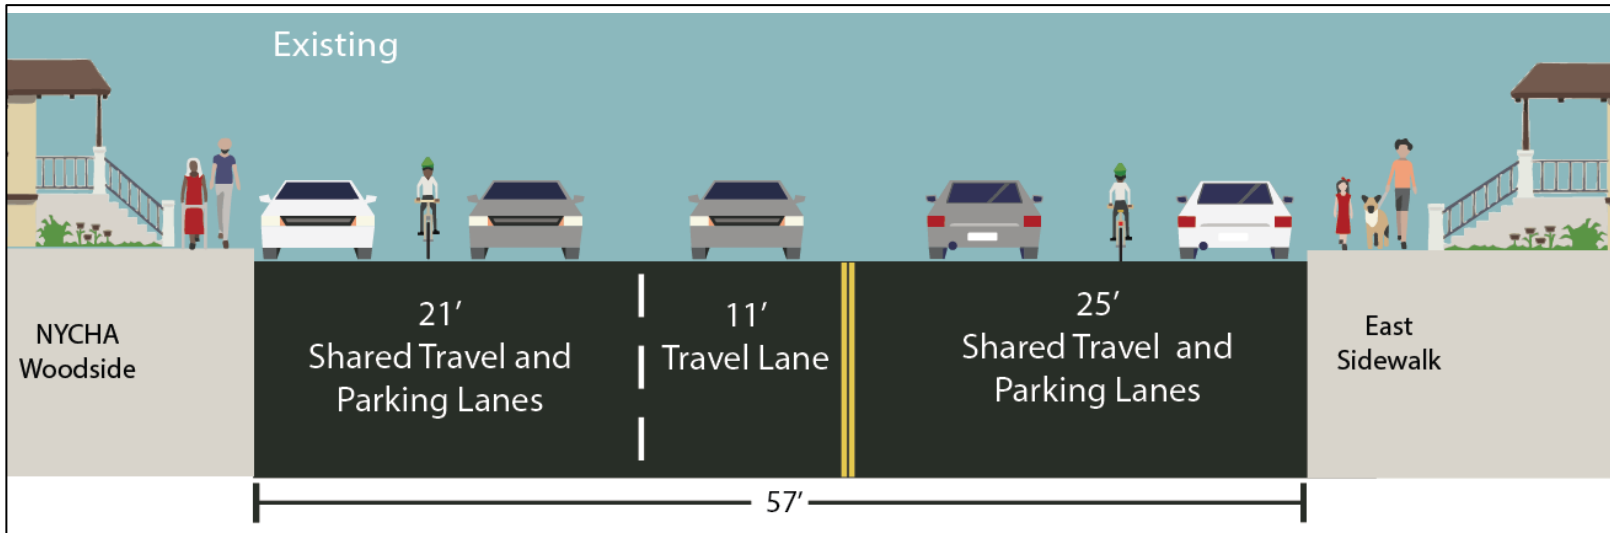 Existing
NYCHA
Woodside
21’
Shared Travel and
Parking Lanes
11’
Travel Lane
25’
Shared Travel and
Parking Lanes
East
Sidewalk
57’